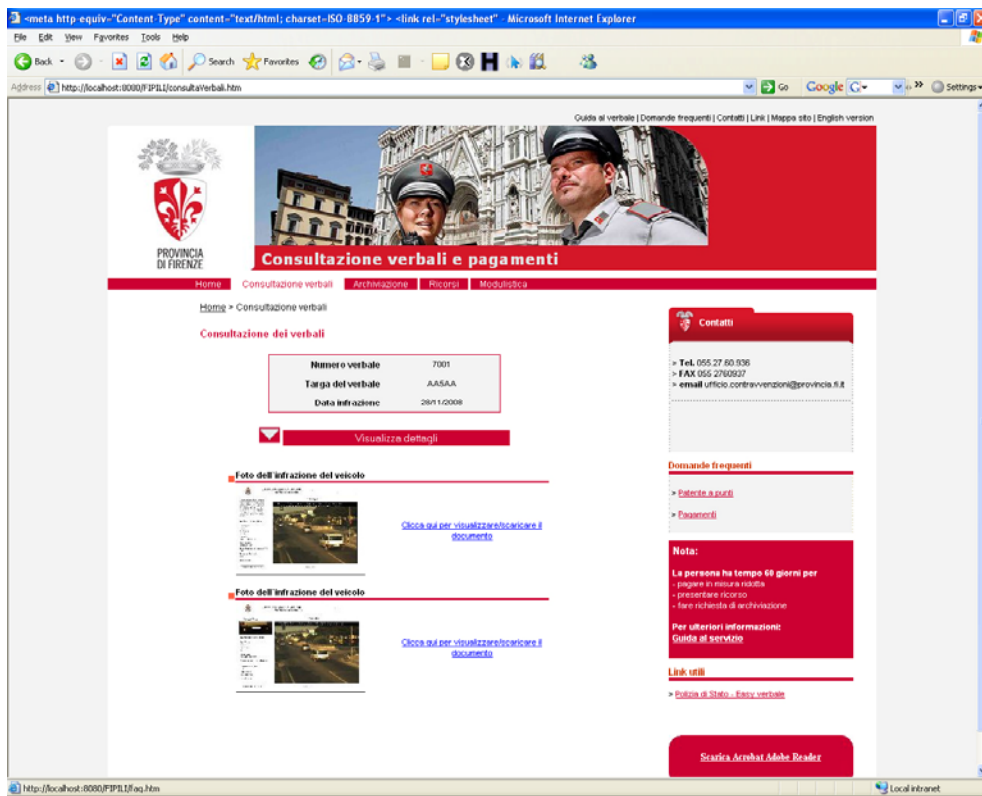 <meta http-equiv="Content-Type" content="text/html; charset=ISO-8859-1"> <link rel="stylesheet" - Microsoft Internet Explorer
File Edit View Favorites Tools Help
Back Search Favorites
Address http://localhost:8080/FIPILI/consultaVerbali.htm Go Google Settings
Guida al verbale | Domande frequenti | Contatti | Link | Mappa sito | English version
PROVINCIA
DI FIRENZE
Consultazione verbali e pagamenti
Home Consultazione verbali Archiviazione Ricorsi Modulistica
Home > Consultazione verbali
Consultazione dei verbali
Numero verbale 7001
Targa del verbale AA5AA
Data infrazione 28/11/2008
Visualizza dettagli
Foto dell'infrazione del veicolo
Clicca qui per visualizzare/scaricare il
documento
Foto dell'infrazione del veicolo
Clicca qui per visualizzare/scaricare il
documento
Contatti
> Tel. 055.27.60.936
> FAX 055 2760937
> email ufficio.contravvenzioni@provincia.fi.it
Domande frequenti
> Patente a punti
> Pagamenti
Nota:
La persona ha tempo 60 giorni per
- pagare in misura ridotta
- presentare ricorso
- fare richiesta di archiviazione
Per ulteriori informazioni:
Guida al servizio
Link utili
> Polizia di Stato - Easy verbale
Scarica Acrobat Adobe Reader
http://localhost:8080/FIPILI/faq.htm Local intranet